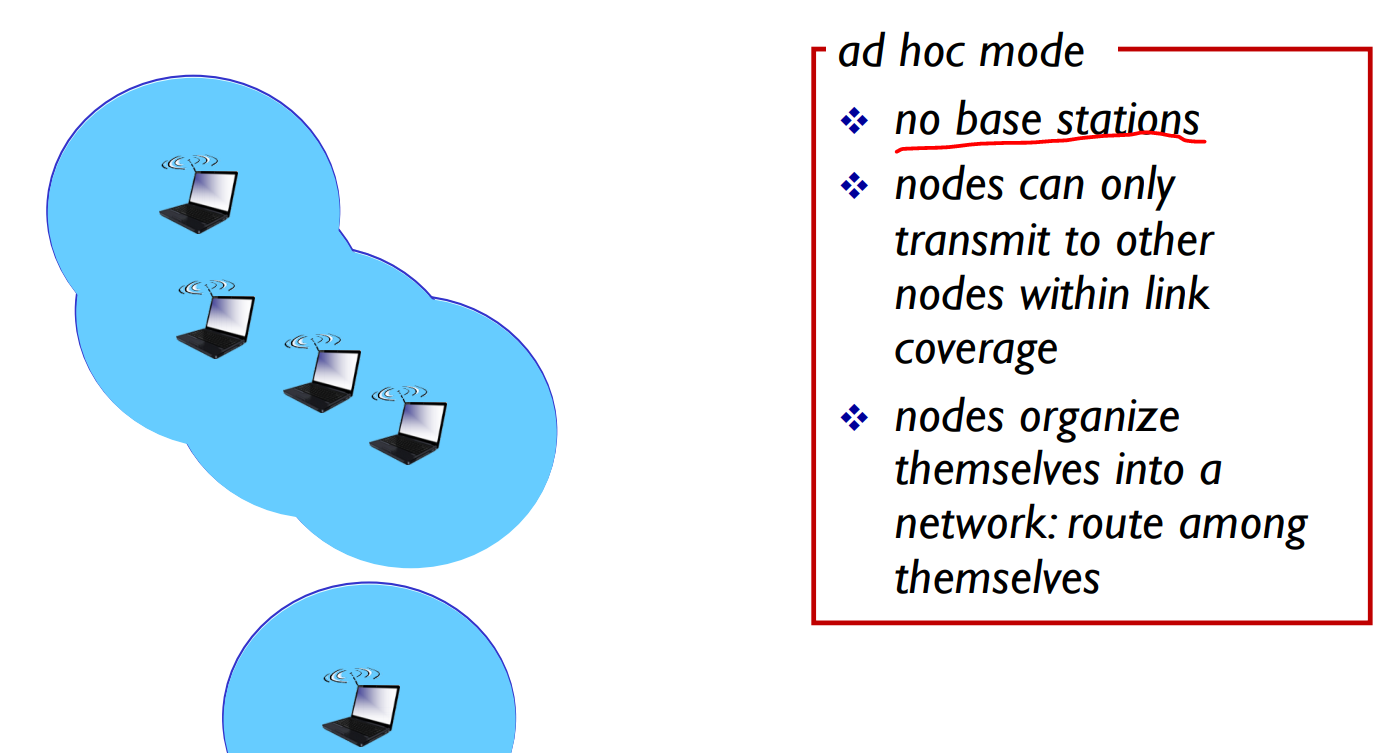 ad hoc mode
no base stations
nodes can only
transmit to other
nodes within link
coverage
nodes organize
themselves into a
network: route among
themselves